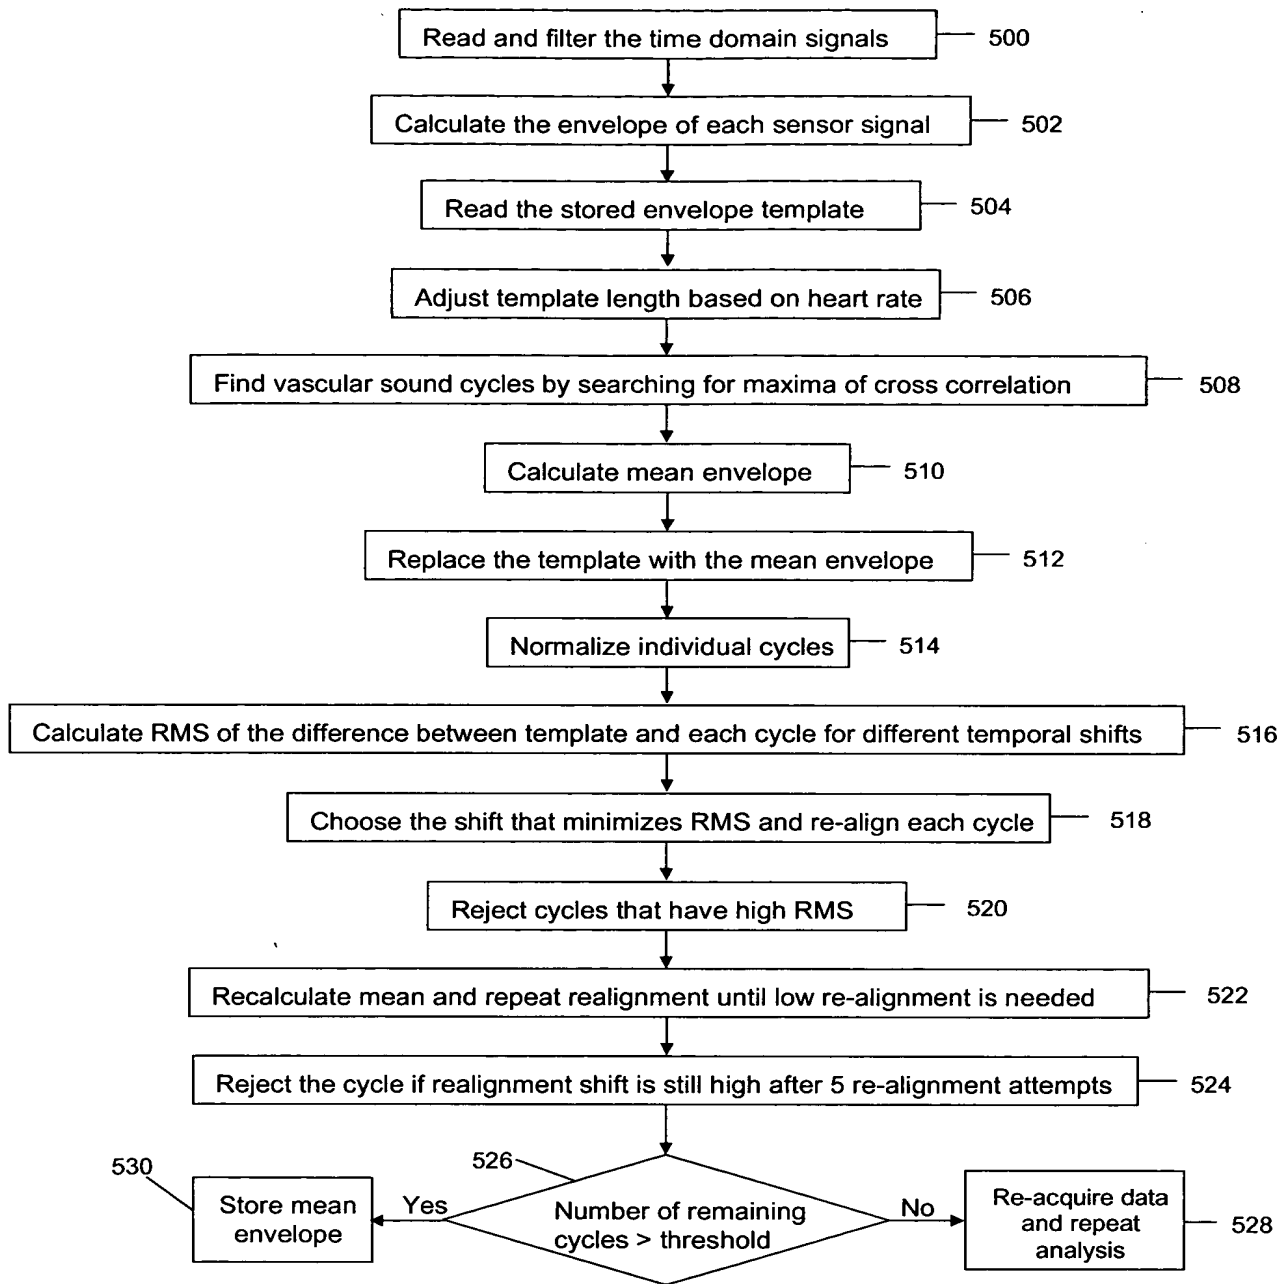 Read and filter the time domain signals 500
Calculate the envelope of each sensor signal 502
Read the stored envelope template 504
Adjust template length based on heart rate 506
Find vascular sound cycles by searching for maxima of cross correlation 508
Calculate mean envelope 510
Replace the template with the mean envelope 512
Normalize individual cycles 514
Calculate RMS of the difference between template and each cycle for different temporal shifts 516
Choose the shift that minimizes RMS and re-align each cycle 518
Reject cycles that have high RMS 520
Recalculate mean and repeat realignment until low re-alignment is needed 522
Reject the cycle if realignment shift is still high after 5 re-alignment attempts 524
526
Number of remaining
cycles > threshold
Yes
530
Store mean
envelope
No
Re-acquire data
and repeat
analysis
528